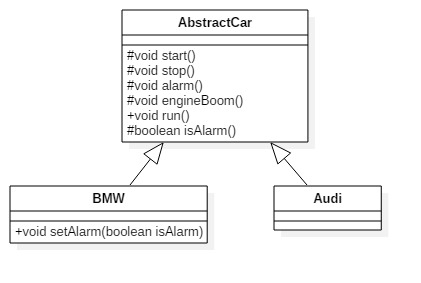 AbstractCar
#void start()
#void stop()
#void alarm()
#void engineBoom()
+void run()
#boolean isAlarm()
BMW
+void setAlarm(boolean isAlarm)
Audi